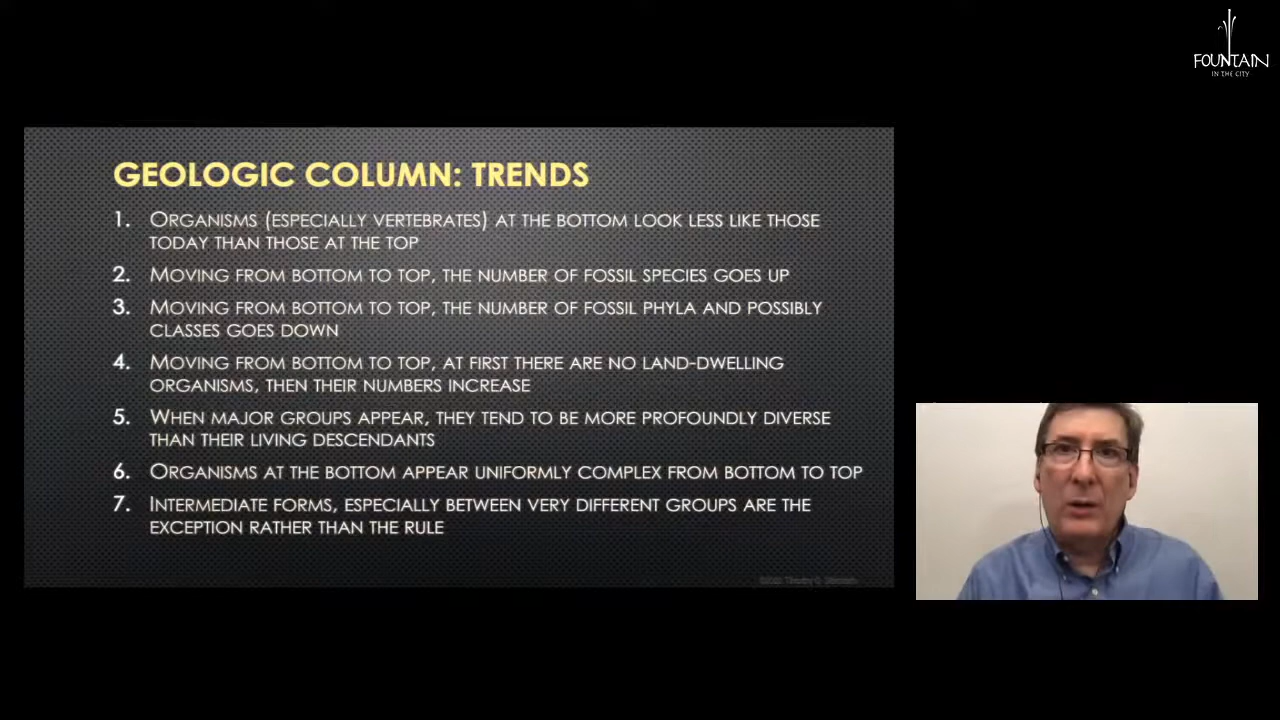 FOUNTAIN
IN THE CITY
GEOLOGIC COLUMN: TRENDS
1. ORGANISMS (ESPECIALLY VERTEBRATES) AT THE BOTTOM LOOK LESS LIKE THOSE
TODAY THAN THOSE AT THE TOP
2. MOVING FROM BOTTOM TO TOP, THE NUMBER OF FOSSIL SPECIES GOES UP
3. MOVING FROM BOTTOM TO TOP, THE NUMBER OF FOSSIL PHYLA AND POSSIBLY
CLASSES GOES DOWN
4. MOVING FROM BOTTOM TO TOP, AT FIRST THERE ARE NO LAND-DWELLING
ORGANISMS, THEN THEIR NUMBERS INCREASE
5. WHEN MAJOR GROUPS APPEAR, THEY TEND TO BE MORE PROFOUNDLY DIVERSE
THAN THEIR LIVING DESCENDANTS
6. ORGANISMS AT THE BOTTOM APPEAR UNIFORMLY COMPLEX FROM BOTTOM TO TOP
7. INTERMEDIATE FORMS, ESPECIALLY BETWEEN VERY DIFFERENT GROUPS ARE THE
EXCEPTION RATHER THAN THE RULE